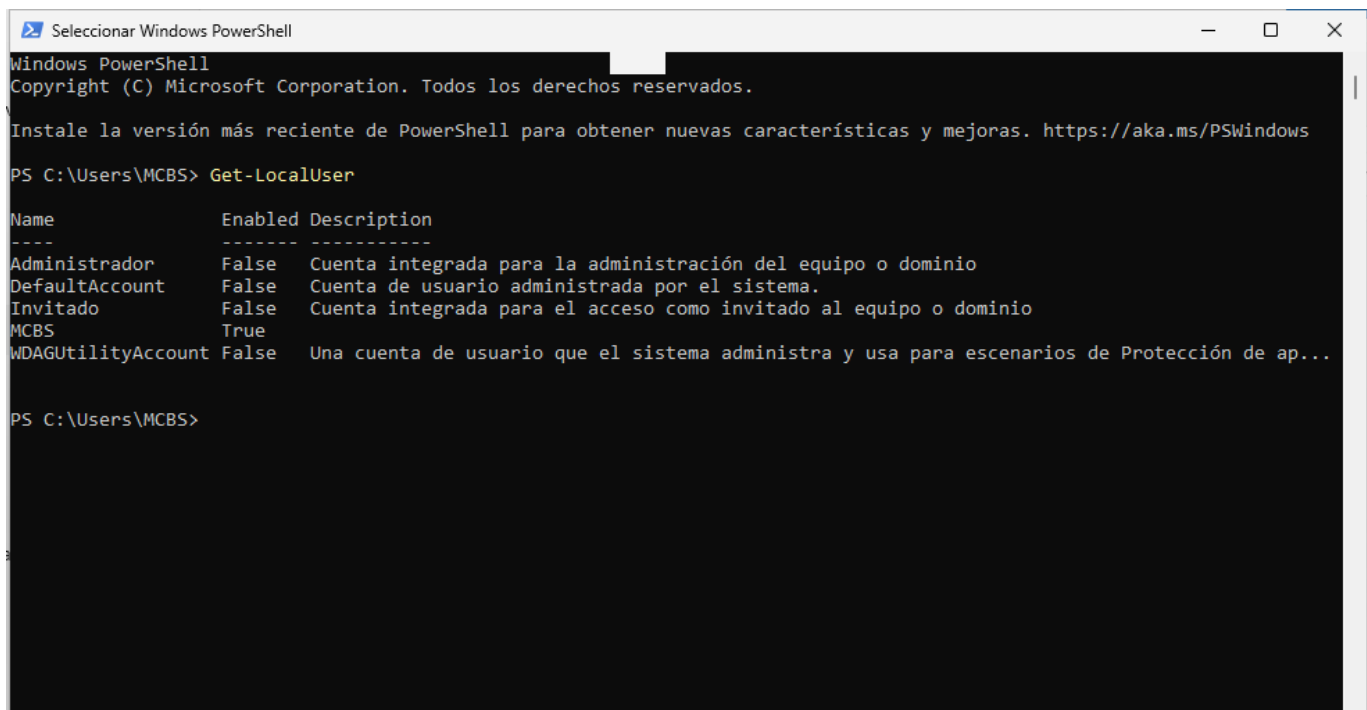 Seleccionar Windows PowerShell
Windows PowerShell
Copyright (C) Microsoft Corporation. Todos los derechos reservados.
Instale la versión más reciente de PowerShell para obtener nuevas características y mejoras. https://aka.ms/PSWindows
PS C:\Users\MCBS> Get-LocalUser
Name                Enabled Description
----                ------- -----------
Administrador       False   Cuenta integrada para la administración del equipo o dominio
DefaultAccount      False   Cuenta de usuario administrada por el sistema.
Invitado            False   Cuenta integrada para el acceso como invitado al equipo o dominio
MCBS                True
WDAGUtilityAccount  False   Una cuenta de usuario que el sistema administra y usa para escenarios de Protección de ap...
PS C:\Users\MCBS>